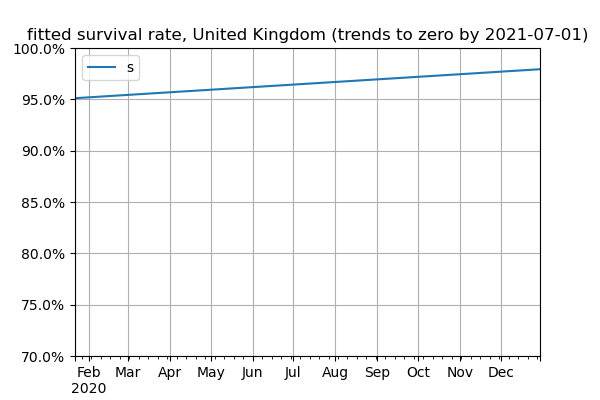 fitted survival rate, United Kingdom (trends to zero by 2021-07-01)
100.0%
s
95.0%
90.0%
85.0%
80.0%
75.0%
70.0%
Feb Mar Apr May Jun Jul Aug Sep Oct Nov Dec
2020